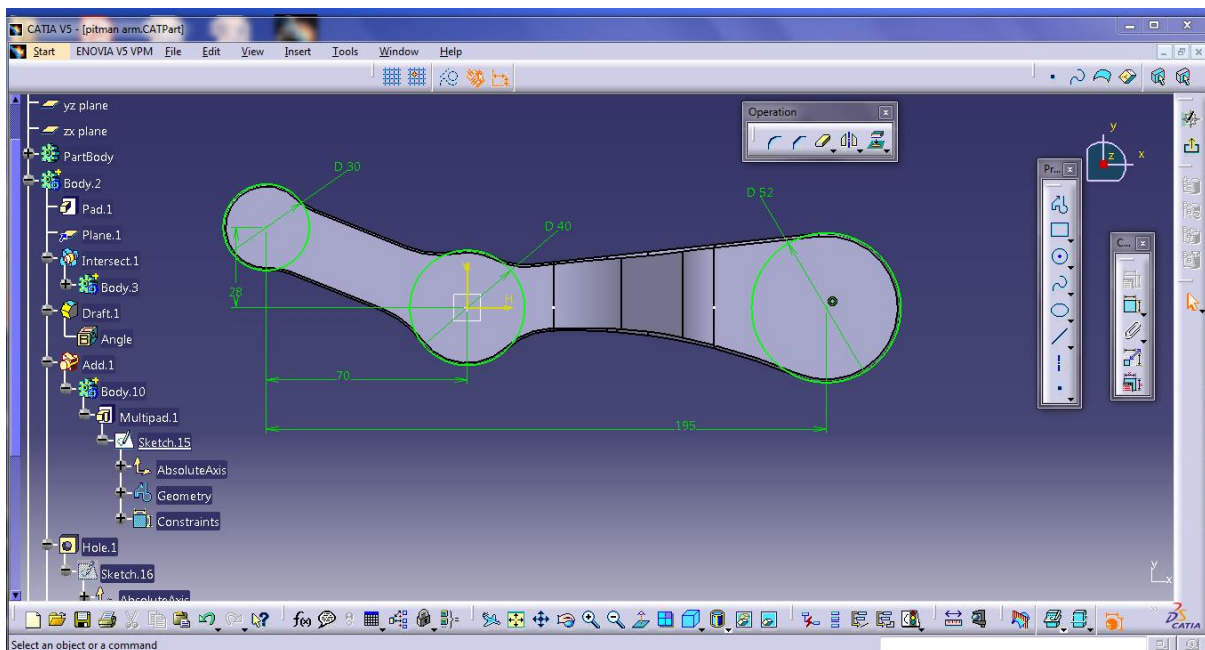 CATIA V5 - [pitman arm.CATPart]
Start ENOVIA V5 VPM File Edit View Insert Tools Window Help
yz plane
zx plane
PartBody
Body.2
Pad.1
Plane.1
Intersect.1
Body.3
Draft.1
Angle
Add.1
Body.10
Multipad.1
Sketch.15
AbsoluteAxis
Geometry
Constraints
Hole.1
Sketch.16
AbsoluteAxis
D 30
D 40
D 52
28
70
195
V
H
Operation
Pr...
C...
y
z x
y
x
f(x)
DS
CATIA
Select an object or a command